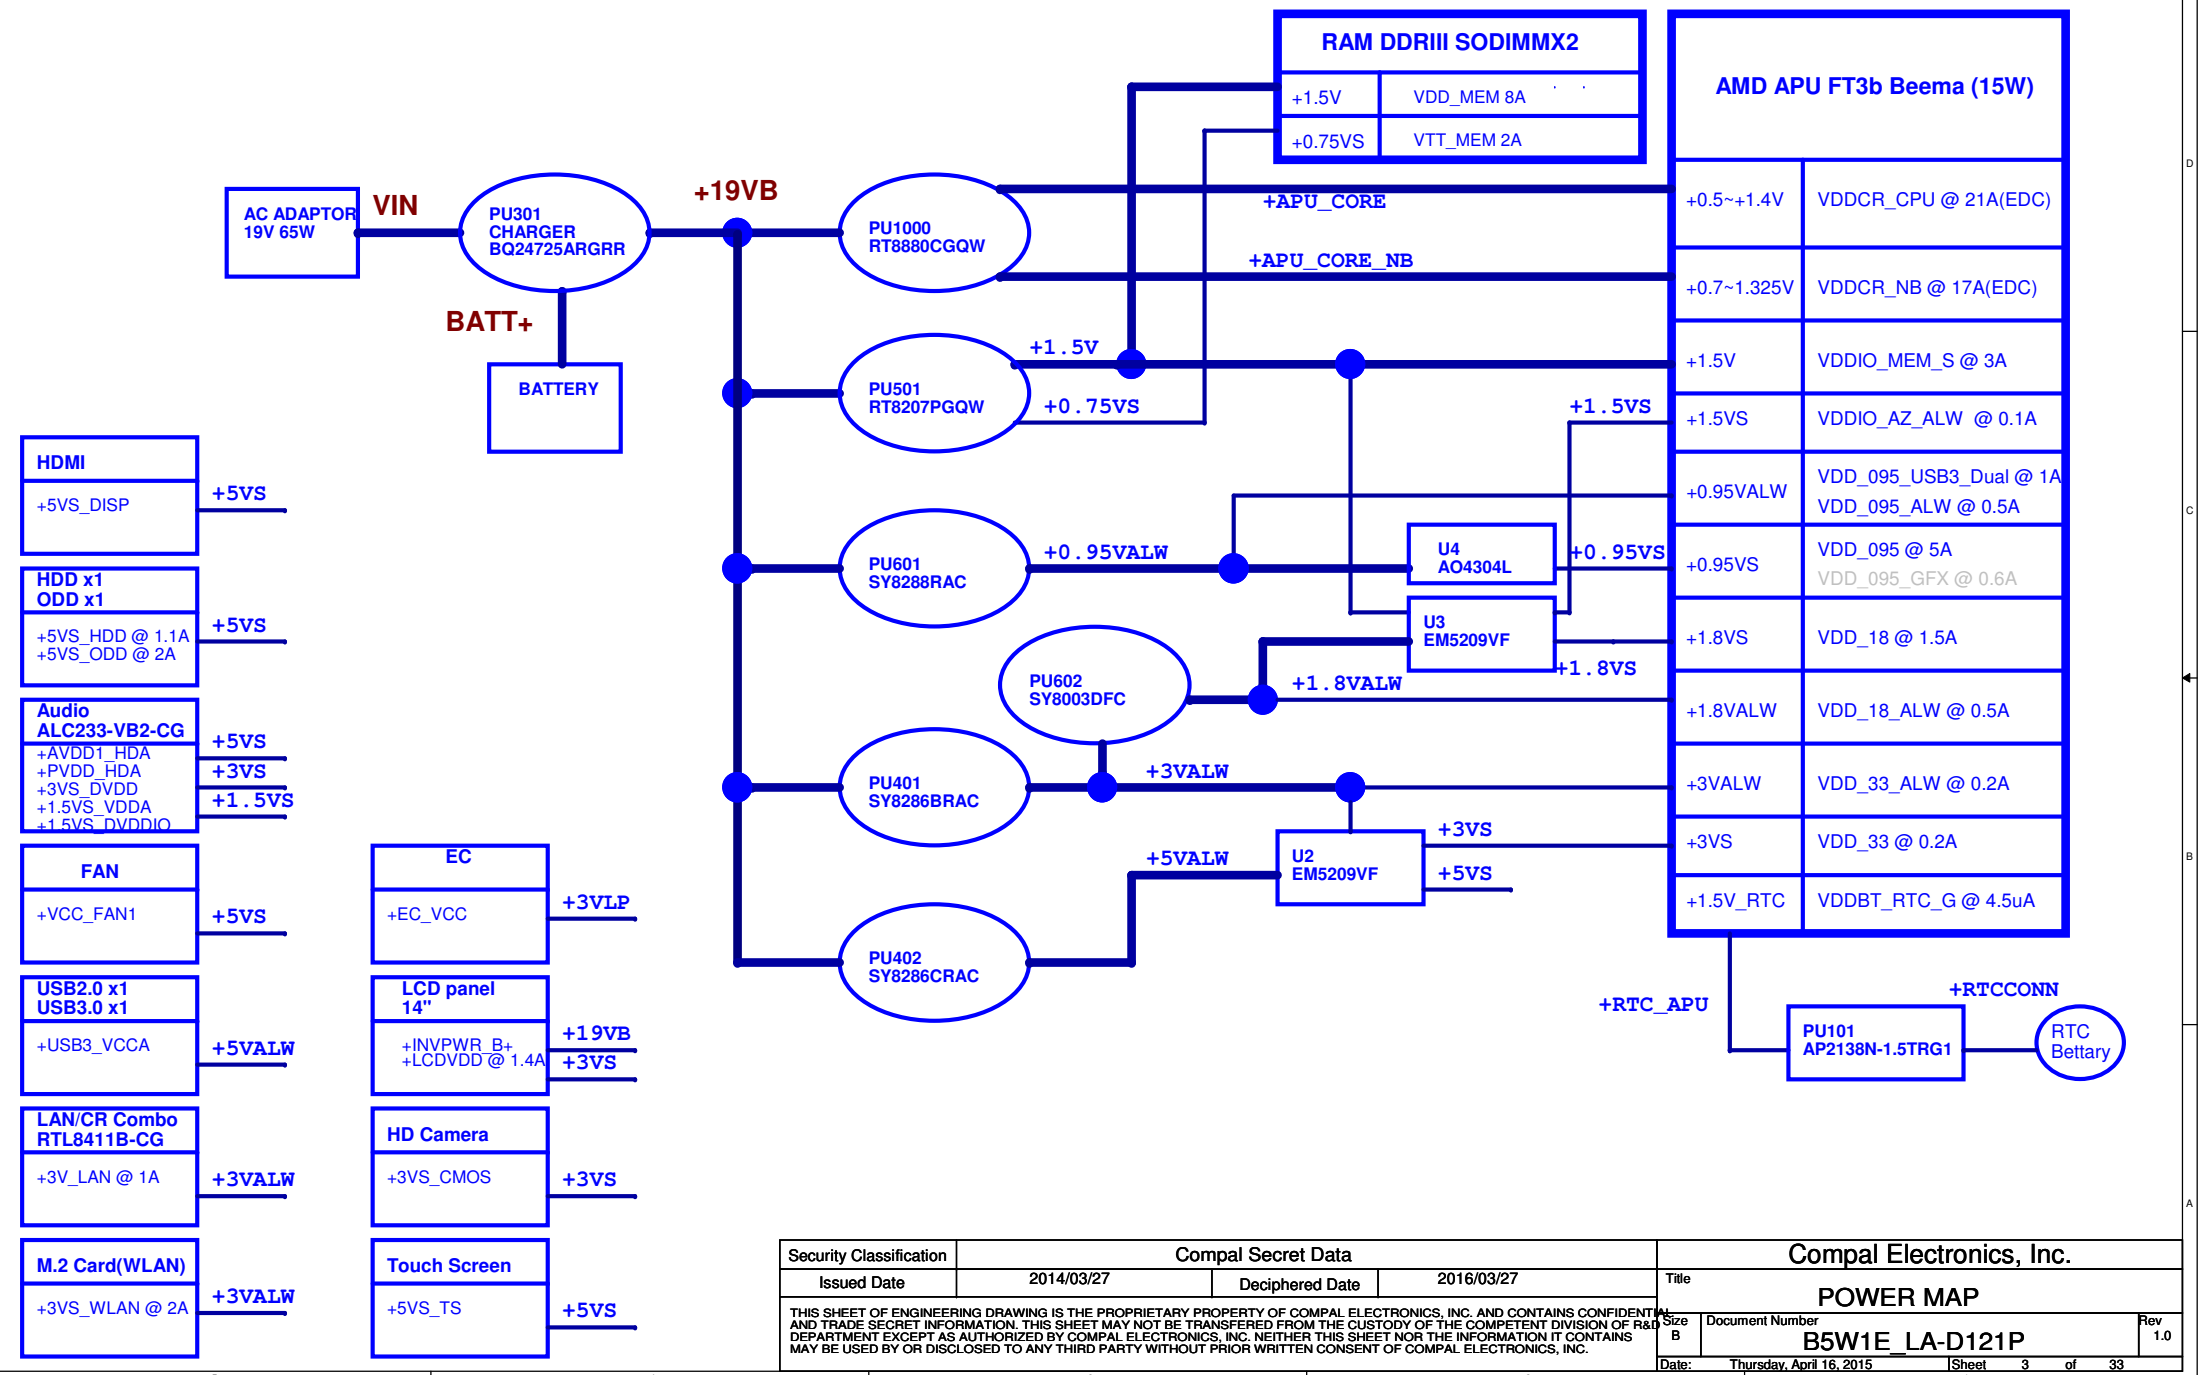 RAM DDRIII SODIMMX2
+1.5V VDD_MEM 8A
+0.75VS VTT_MEM 2A
AMD APU FT3b Beema (15W)
+0.5~+1.4V VDDCR_CPU @ 21A(EDC)
+0.7~1.325V VDDCR_NB @ 17A(EDC)
+1.5V VDDIO_MEM_S @ 3A
+1.5VS VDDIO_AZ_ALW @ 0.1A
+0.95VALW VDD_095_USB3_Dual @ 1A
VDD_095_ALW @ 0.5A
+0.95VS VDD_095 @ 5A
VDD_095_GFX @ 0.6A
+1.8VS VDD_18 @ 1.5A
+1.8VALW VDD_18_ALW @ 0.5A
+3VALW VDD_33_ALW @ 0.2A
+3VS VDD_33 @ 0.2A
+1.5V_RTC VDDBT_RTC_G @ 4.5uA
AC ADAPTOR
19V 65W
VIN
PU301
CHARGER
BQ24725ARGRR
BATT+
BATTERY
+19VB
PU1000
RT8880CGQW
+APU_CORE
+APU_CORE_NB
PU501
RT8207PGQW
+1.5V
+0.75VS
+1.5VS
PU601
SY8288RAC
+0.95VALW
U4
AO4304L
+0.95VS
U3
EM5209VF
+1.8VS
PU602
SY8003DFC
+1.8VALW
PU401
SY8286BRAC
+3VALW
U2
EM5209VF
+3VS
+5VS
+5VALW
PU402
SY8286CRAC
+RTC_APU
PU101
AP2138N-1.5TRG1
+RTCCONN
RTC
Bettary
HDMI
+5VS_DISP
+5VS
HDD x1
ODD x1
+5VS_HDD @ 1.1A
+5VS_ODD @ 2A
+5VS
Audio
ALC233-VB2-CG
+AVDD1_HDA
+PVDD_HDA
+3VS_DVDD
+1.5VS_VDDA
+1.5VS_DVDDIO
+5VS
+3VS
+1.5VS
FAN
+VCC_FAN1
+5VS
USB2.0 x1
USB3.0 x1
+USB3_VCCA
+5VALW
LAN/CR Combo
RTL8411B-CG
+3V_LAN @ 1A
+3VALW
M.2 Card(WLAN)
+3VS_WLAN @ 2A
+3VALW
EC
+EC_VCC
+3VLP
LCD panel
14"
+INVPWR_B+
+LCDVDD @ 1.4A
+19VB
+3VS
HD Camera
+3VS_CMOS
+3VS
Touch Screen
+5VS_TS
+5VS
D
C
B
A
Security Classification
Compal Secret Data
Issued Date
2014/03/27
Deciphered Date
2016/03/27
THIS SHEET OF ENGINEERING DRAWING IS THE PROPRIETARY PROPERTY OF COMPAL ELECTRONICS, INC. AND CONTAINS CONFIDENTIAL
AND TRADE SECRET INFORMATION. THIS SHEET MAY NOT BE TRANSFERED FROM THE CUSTODY OF THE COMPETENT DIVISION OF R&D
DEPARTMENT EXCEPT AS AUTHORIZED BY COMPAL ELECTRONICS, INC. NEITHER THIS SHEET NOR THE INFORMATION IT CONTAINS
MAY BE USED BY OR DISCLOSED TO ANY THIRD PARTY WITHOUT PRIOR WRITTEN CONSENT OF COMPAL ELECTRONICS, INC.
Compal Electronics, Inc.
Title
POWER MAP
Size
B
Document Number
B5W1E_LA-D121P
Rev
1.0
Date: Thursday, April 16, 2015
Sheet 3 of 33